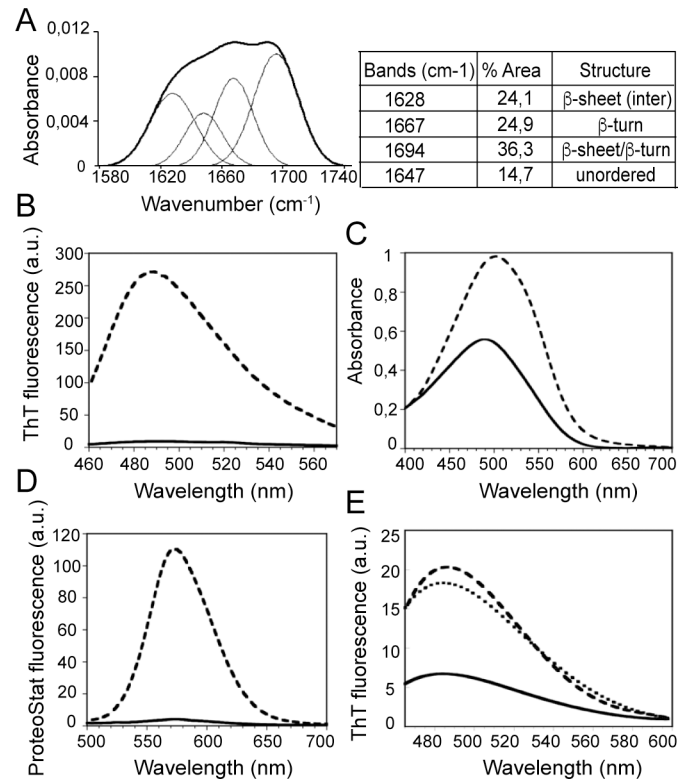 A
0,012
0,008
0,004
0
1580 1620 1660 1700 1740
Absorbance
Wavenumber (cm-1)
Bands (cm-1) % Area Structure
1628 24,1 β-sheet (inter)
1667 24,9 β-turn
1694 36,3 β-sheet/β-turn
1647 14,7 unordered
B
300
250
200
150
100
50
0
460 480 500 520 540 560
ThT fluorescence (a.u.)
Wavelength (nm)
C
1
0,8
0,6
0,4
0,2
0
400 450 500 550 600 650 700
Absorbance
Wavelength (nm)
D
120
100
80
60
40
20
0
500 550 600 650 700
ProteoStat fluorescence (a.u.)
Wavelength (nm)
E
25
20
15
10
5
0
480 500 520 540 560 580 600
ThT fluorescence (a.u.)
Wavelength (nm)